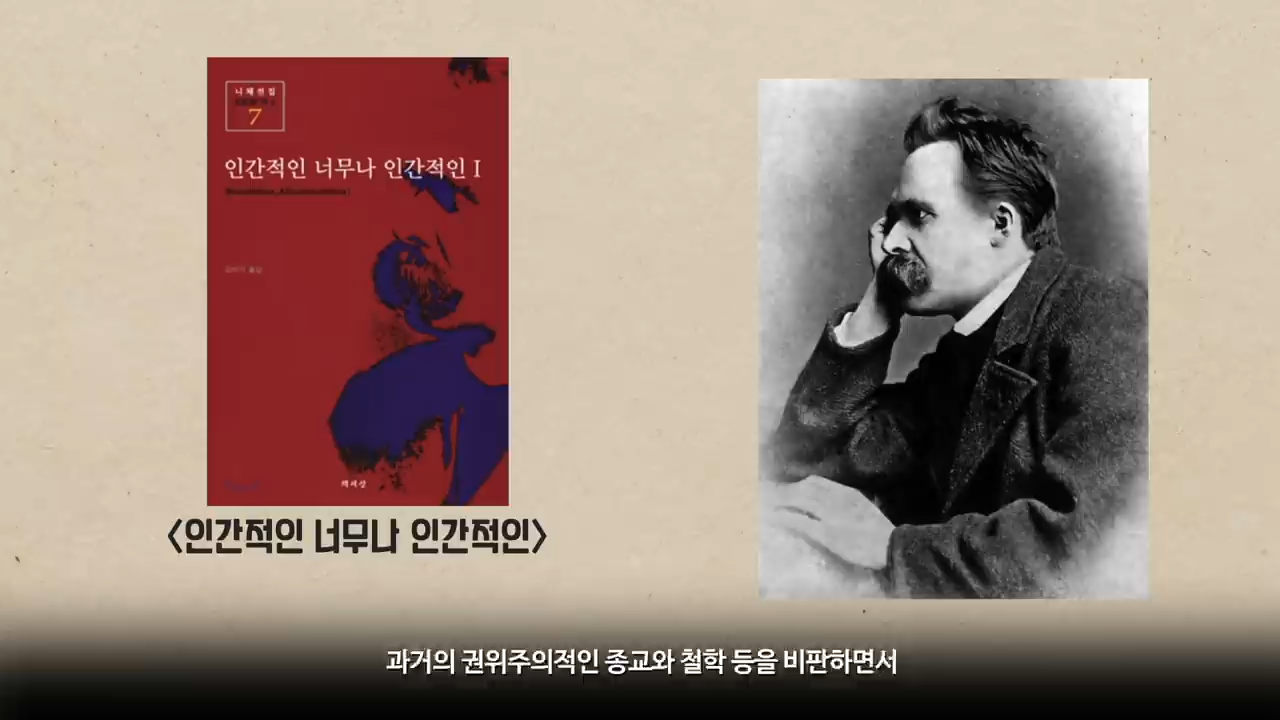 니체전집
7
인간적인 너무나 인간적인 I
책세상
<인간적인 너무나 인간적인>
과거의 권위주의적인 종교와 철학 등을 비판하면서